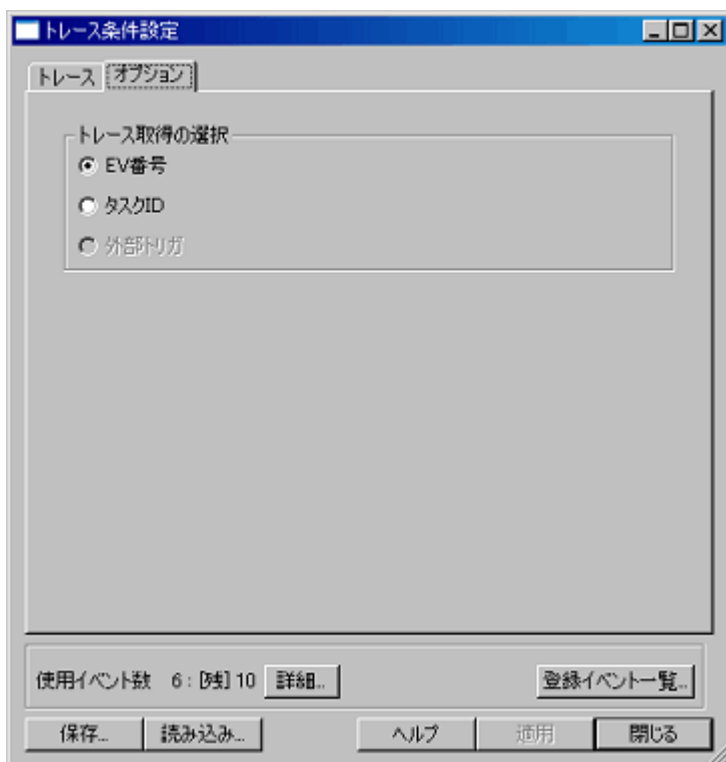 トレース条件設定
トレース オプション
トレース取得の選択
EV番号
タスクID
外部トリガ
使用イベント数 6 : [残] 10 詳細... 登録イベント一覧...
保存... 読み込み... ヘルプ 適用 閉じる